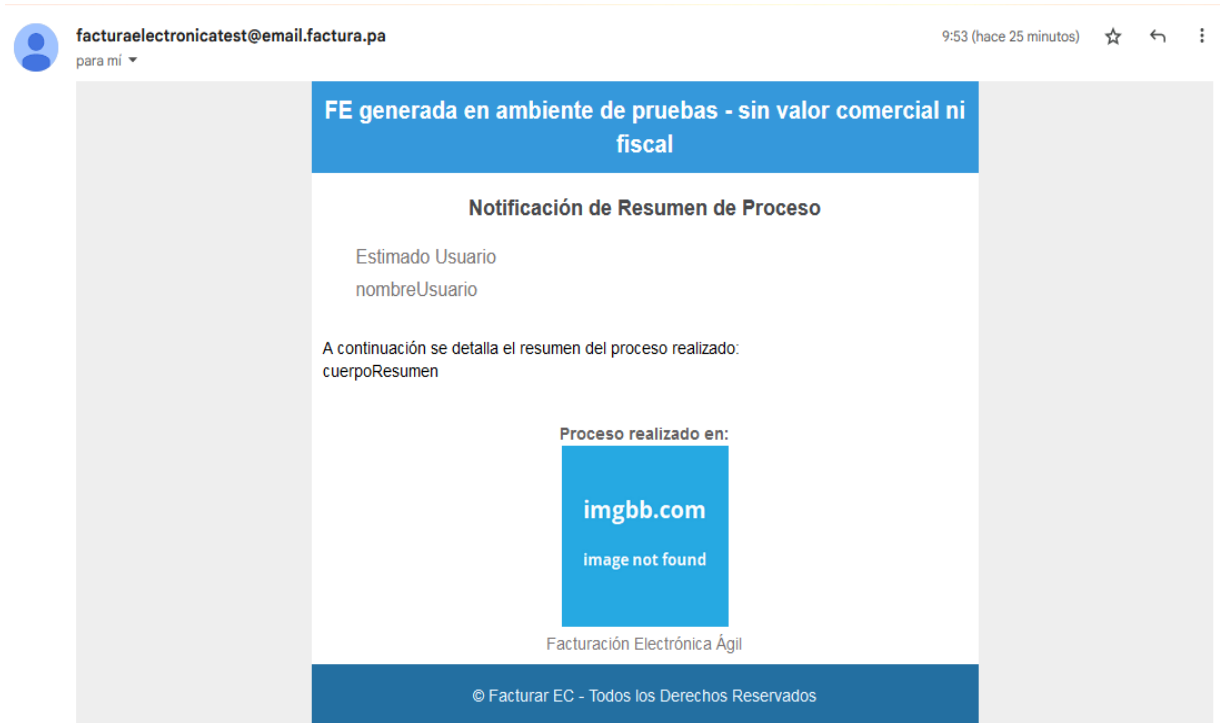 facturaelectronicatest@email.factura.pa
9:53 (hace 25 minutos)
para mí
FE generada en ambiente de pruebas - sin valor comercial ni
fiscal
Notificación de Resumen de Proceso
Estimado Usuario
nombreUsuario
A continuación se detalla el resumen del proceso realizado:
cuerpoResumen
Proceso realizado en:
imgbb.com
image not found
Facturación Electrónica Ágil
© Facturar EC - Todos los Derechos Reservados